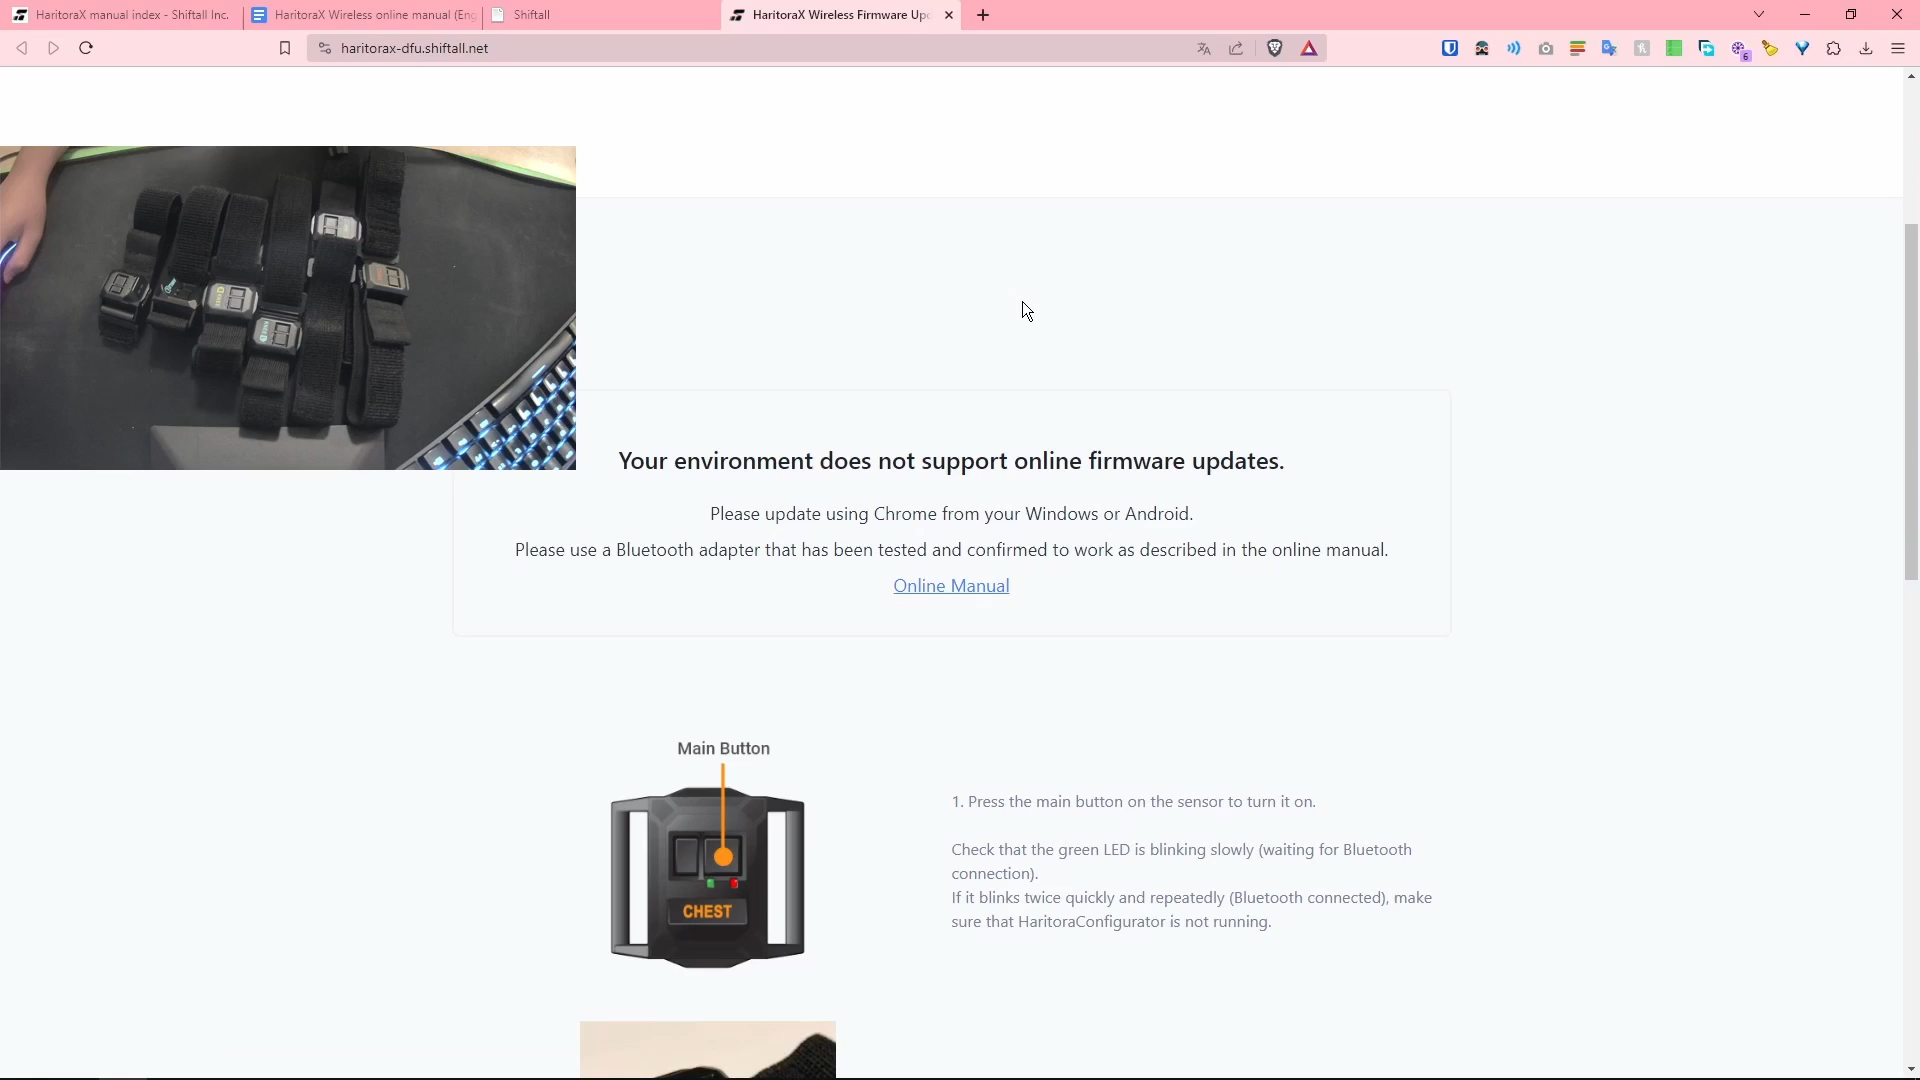 HaritoraX manual index - Shiftall Inc.
HaritoraX Wireless online manual (Eng
Shiftall
HaritoraX Wireless Firmware Up
haritorax-dfu.shiftall.net
6
Your environment does not support online firmware updates.
Please update using Chrome from your Windows or Android.
Please use a Bluetooth adapter that has been tested and confirmed to work as described in the online manual.
Online Manual
Main Button
CHEST
1. Press the main button on the sensor to turn it on.
Check that the green LED is blinking slowly (waiting for Bluetooth
connection).
If it blinks twice quickly and repeatedly (Bluetooth connected), make
sure that HaritoraConfigurator is not running.